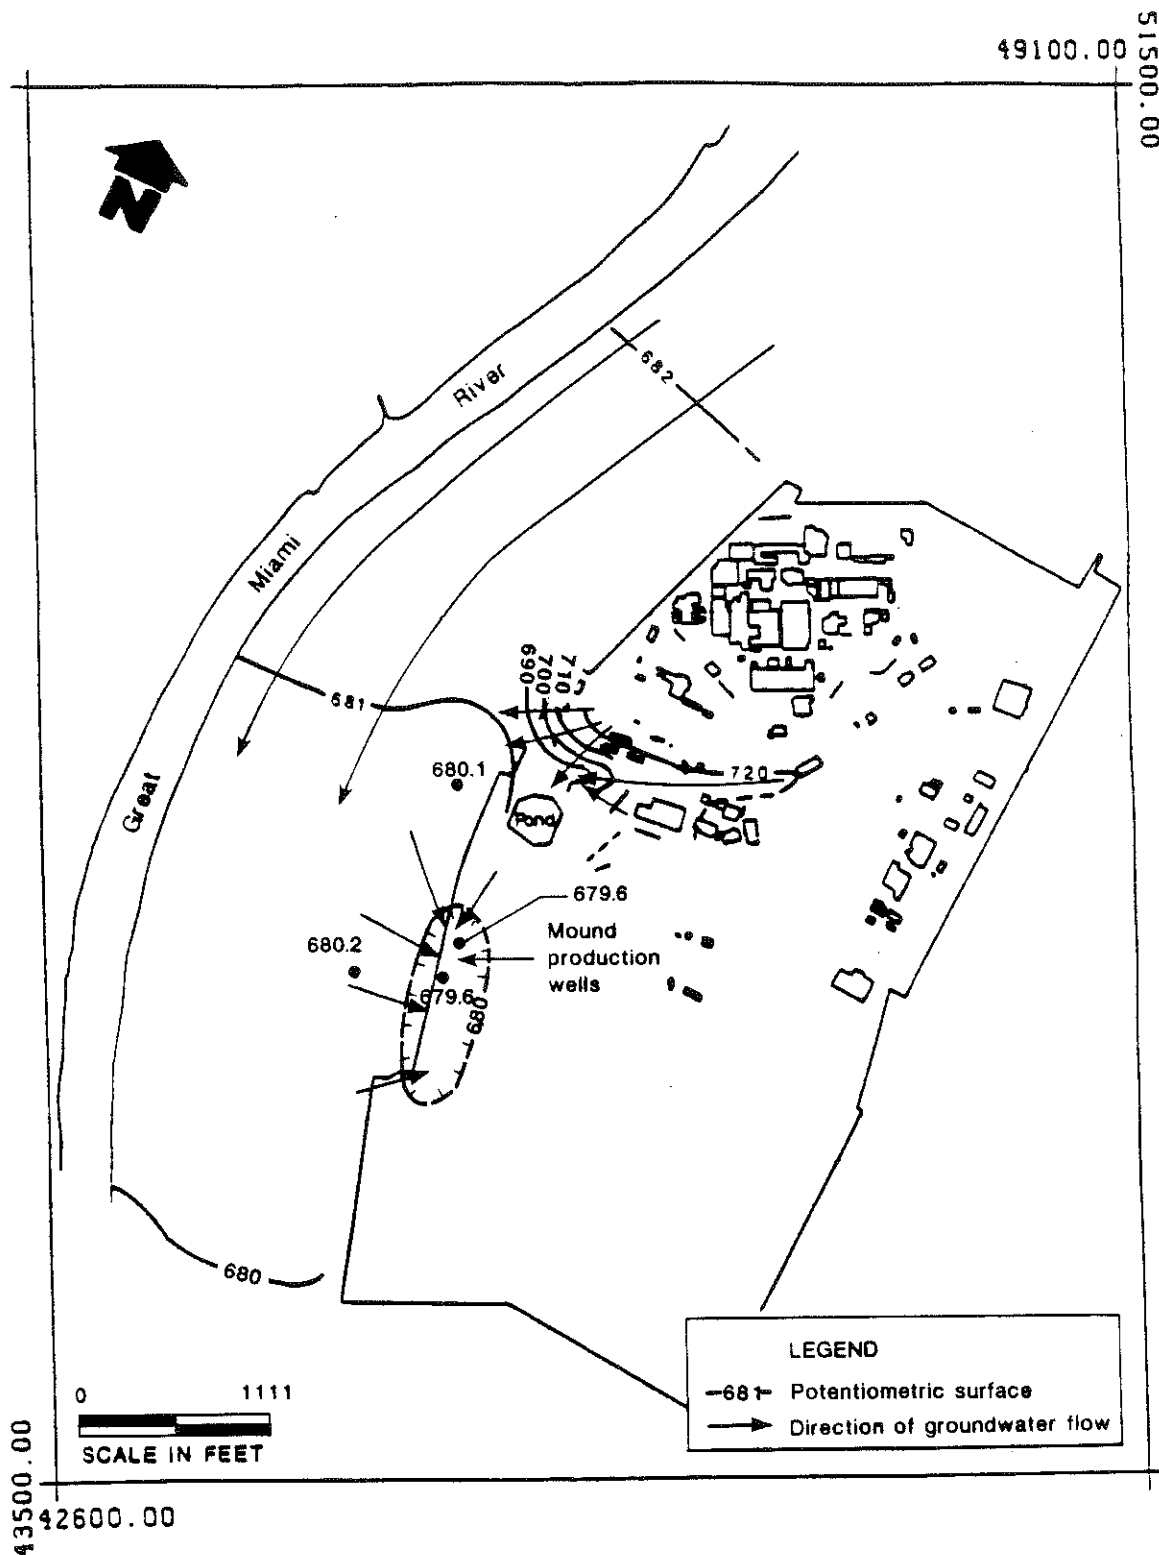 51500.00
49100.00
N
682
River
Miami
681
690
700
710
720
680.1
Great
Pond
679.6
Mound
production
wells
680.2
679.6
680
680
LEGEND
-681- Potentiometric surface
Direction of groundwater flow
0 1111
SCALE IN FEET
43500.00
42600.00